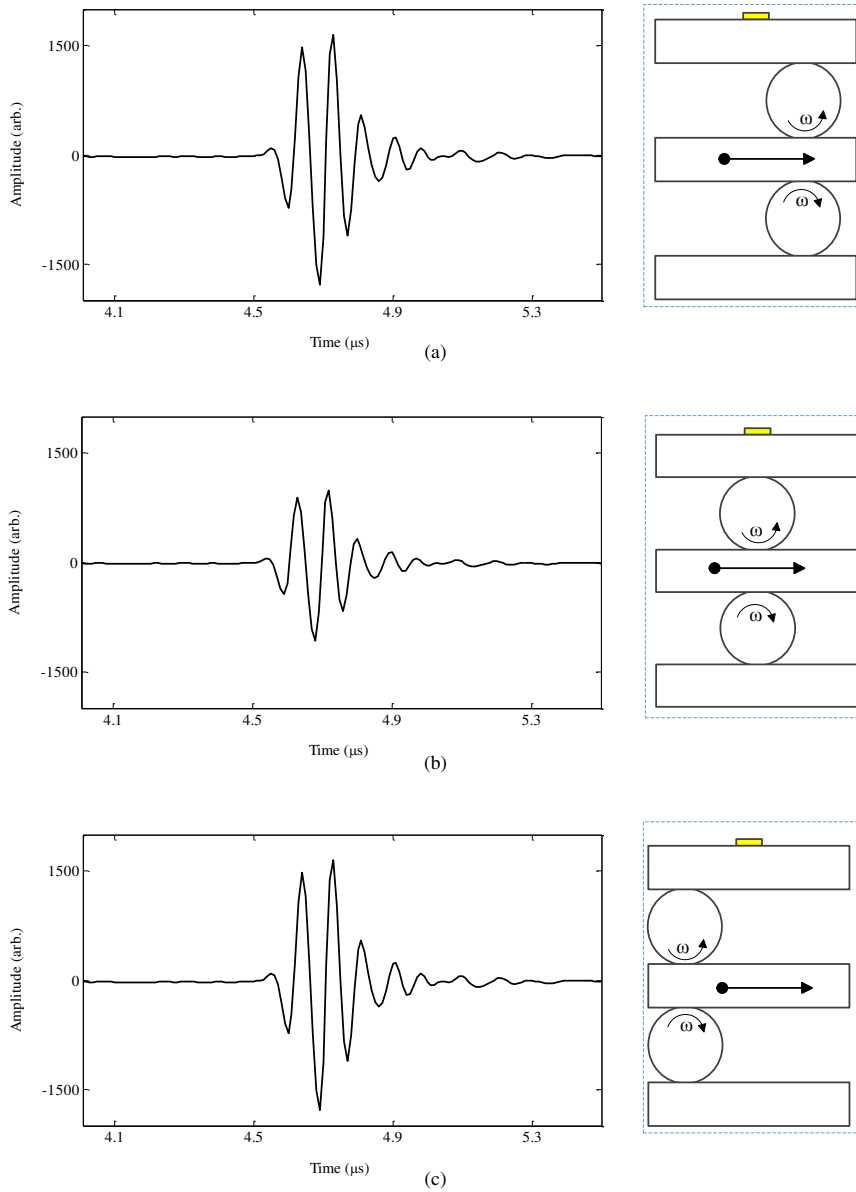 1500
0
-1500
Amplitude (arb.)
4.1 4.5 4.9 5.3
Time (μs)
ω
ω
(a)
1500
0
-1500
Amplitude (arb.)
4.1 4.5 4.9 5.3
Time (μs)
ω
ω
(b)
1500
0
-1500
Amplitude (arb.)
4.1 4.5 4.9 5.3
Time (μs)
ω
ω
(c)